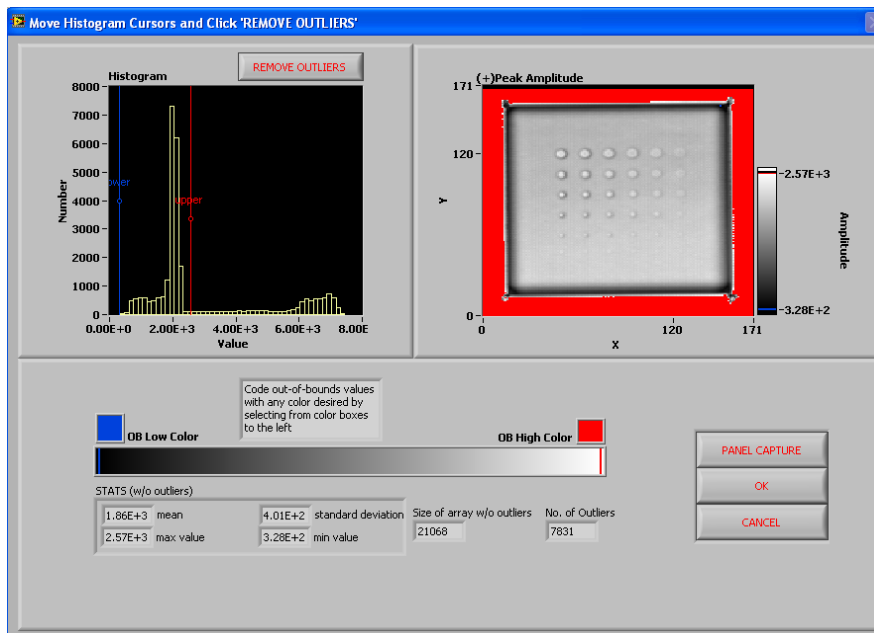 Move Histogram Cursors and Click 'REMOVE OUTLIERS'
REMOVE OUTLIERS
Histogram
8000
7000
6000
5000
4000
3000
2000
1000
0
Number
ower
upper
0.00E+0 2.00E+3 4.00E+3 6.00E+3 8.00E
Value
(+)Peak Amplitude
171
120
0
Y
0 120 171
X
-2.57E+3
-3.28E+2
Amplitude
Code out-of-bounds values
with any color desired by
selecting from color boxes
to the left
OB Low Color
OB High Color
STATS (w/o outliers)
1.86E+3 mean
4.01E+2 standard deviation
2.57E+3 max value
3.28E+2 min value
Size of array w/o outliers
21068
No. of Outliers
7831
PANEL CAPTURE
OK
CANCEL